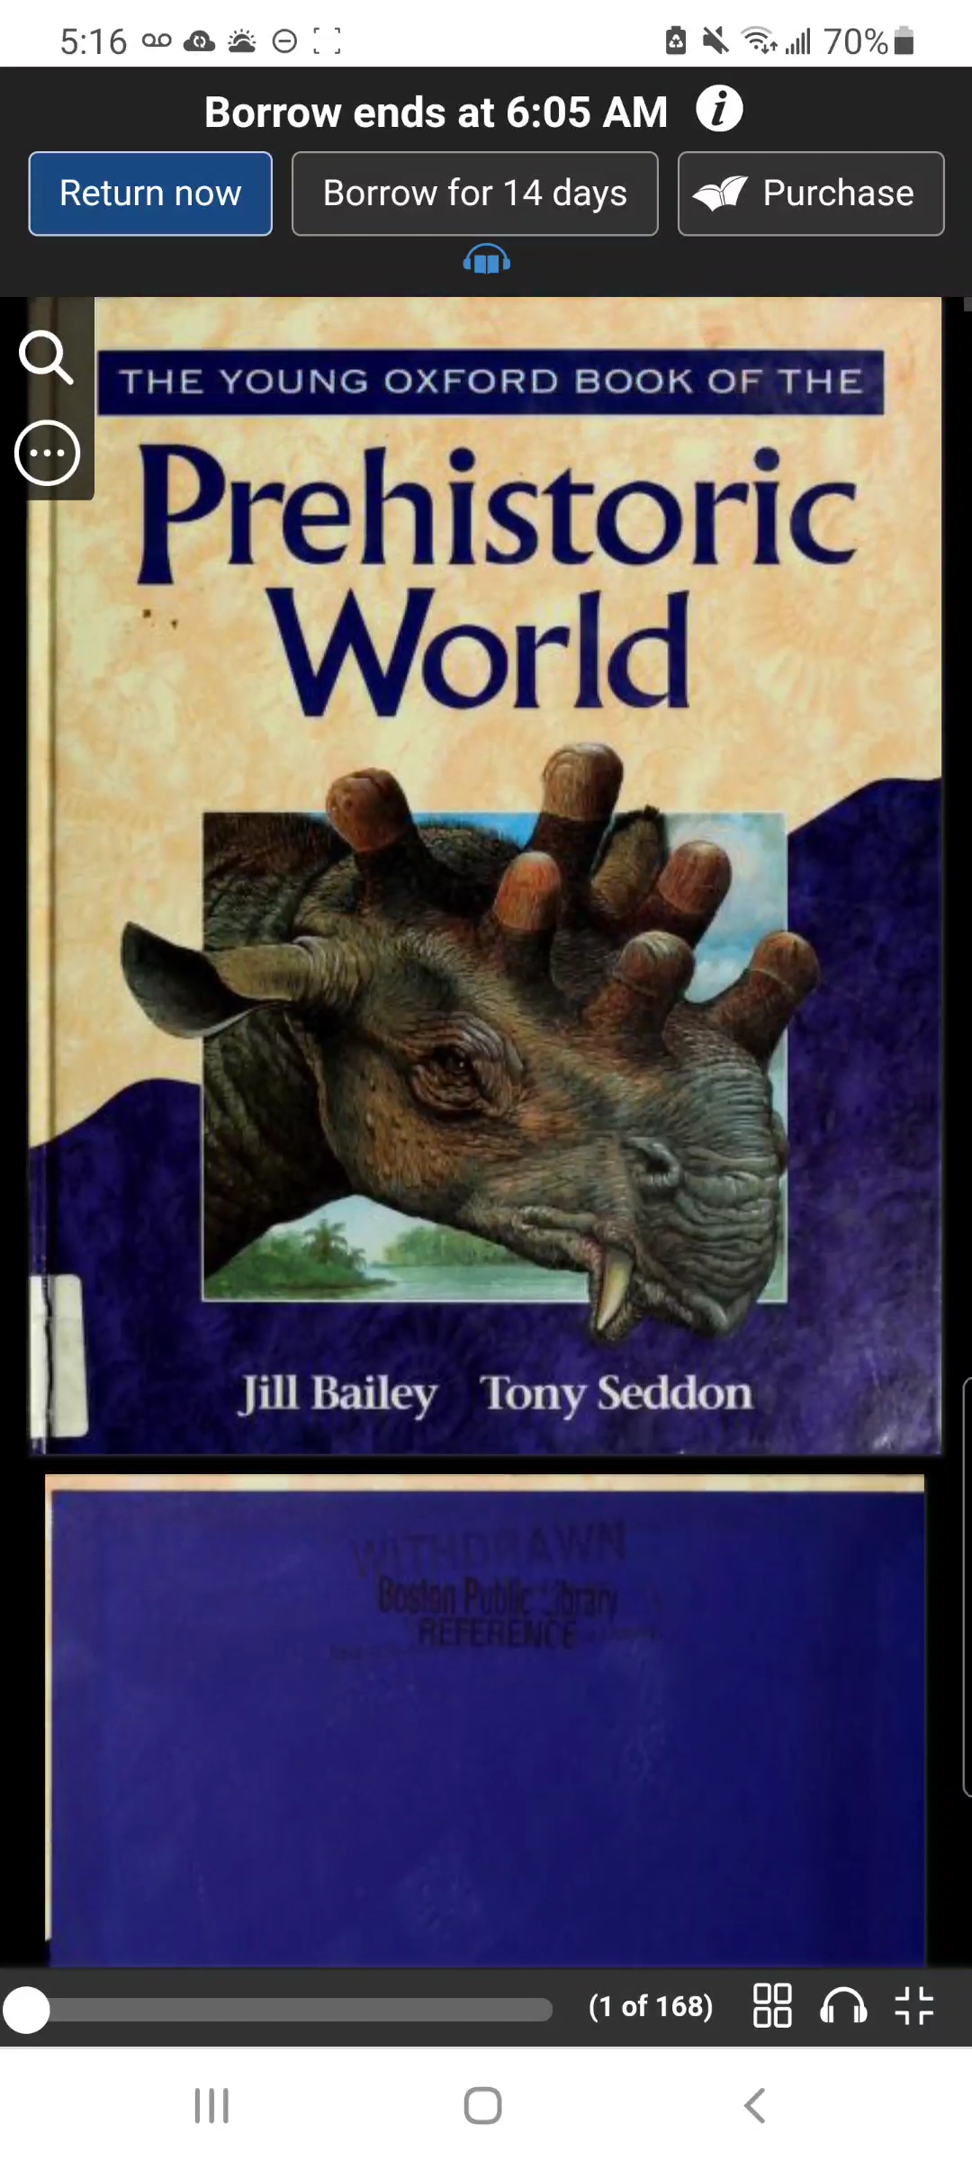 5:16 70%
Borrow ends at 6:05 AM i
Return now Borrow for 14 days Purchase
THE YOUNG OXFORD BOOK OF THE
Prehistoric
World
Jill Bailey Tony Seddon
WITHDRAWN
Boston Public Library
REFERENCE
(1 of 168)